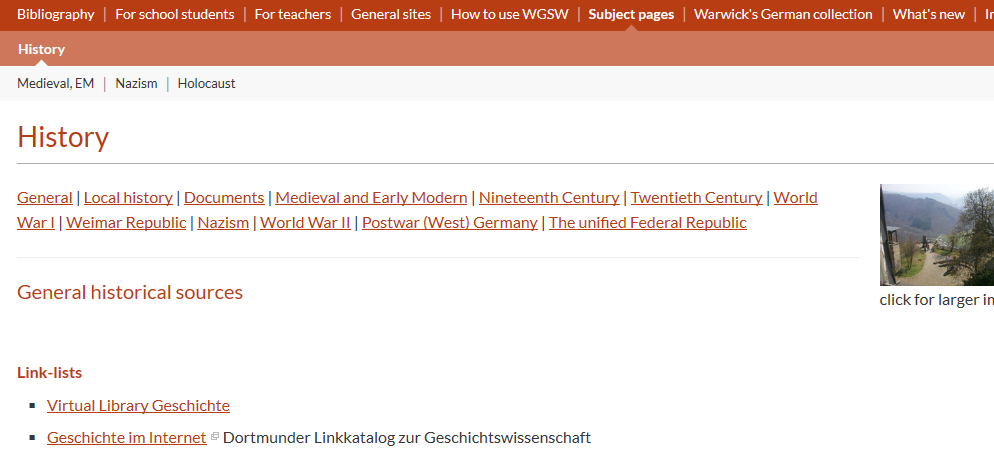 Bibliography | For school students | For teachers | General sites | How to use WGSW | Subject pages | Warwick's German collection | What's new |
History
Medieval, EM | Nazism | Holocaust
History
General | Local history | Documents | Medieval and Early Modern | Nineteenth Century | Twentieth Century | World
War I | Weimar Republic | Nazism | World War II | Postwar (West) Germany | The unified Federal Republic
General historical sources
click for larger
Link-lists
Virtual Library Geschichte
Geschichte im Internet Dortmunder Linkkatalog zur Geschichtswissenschaft